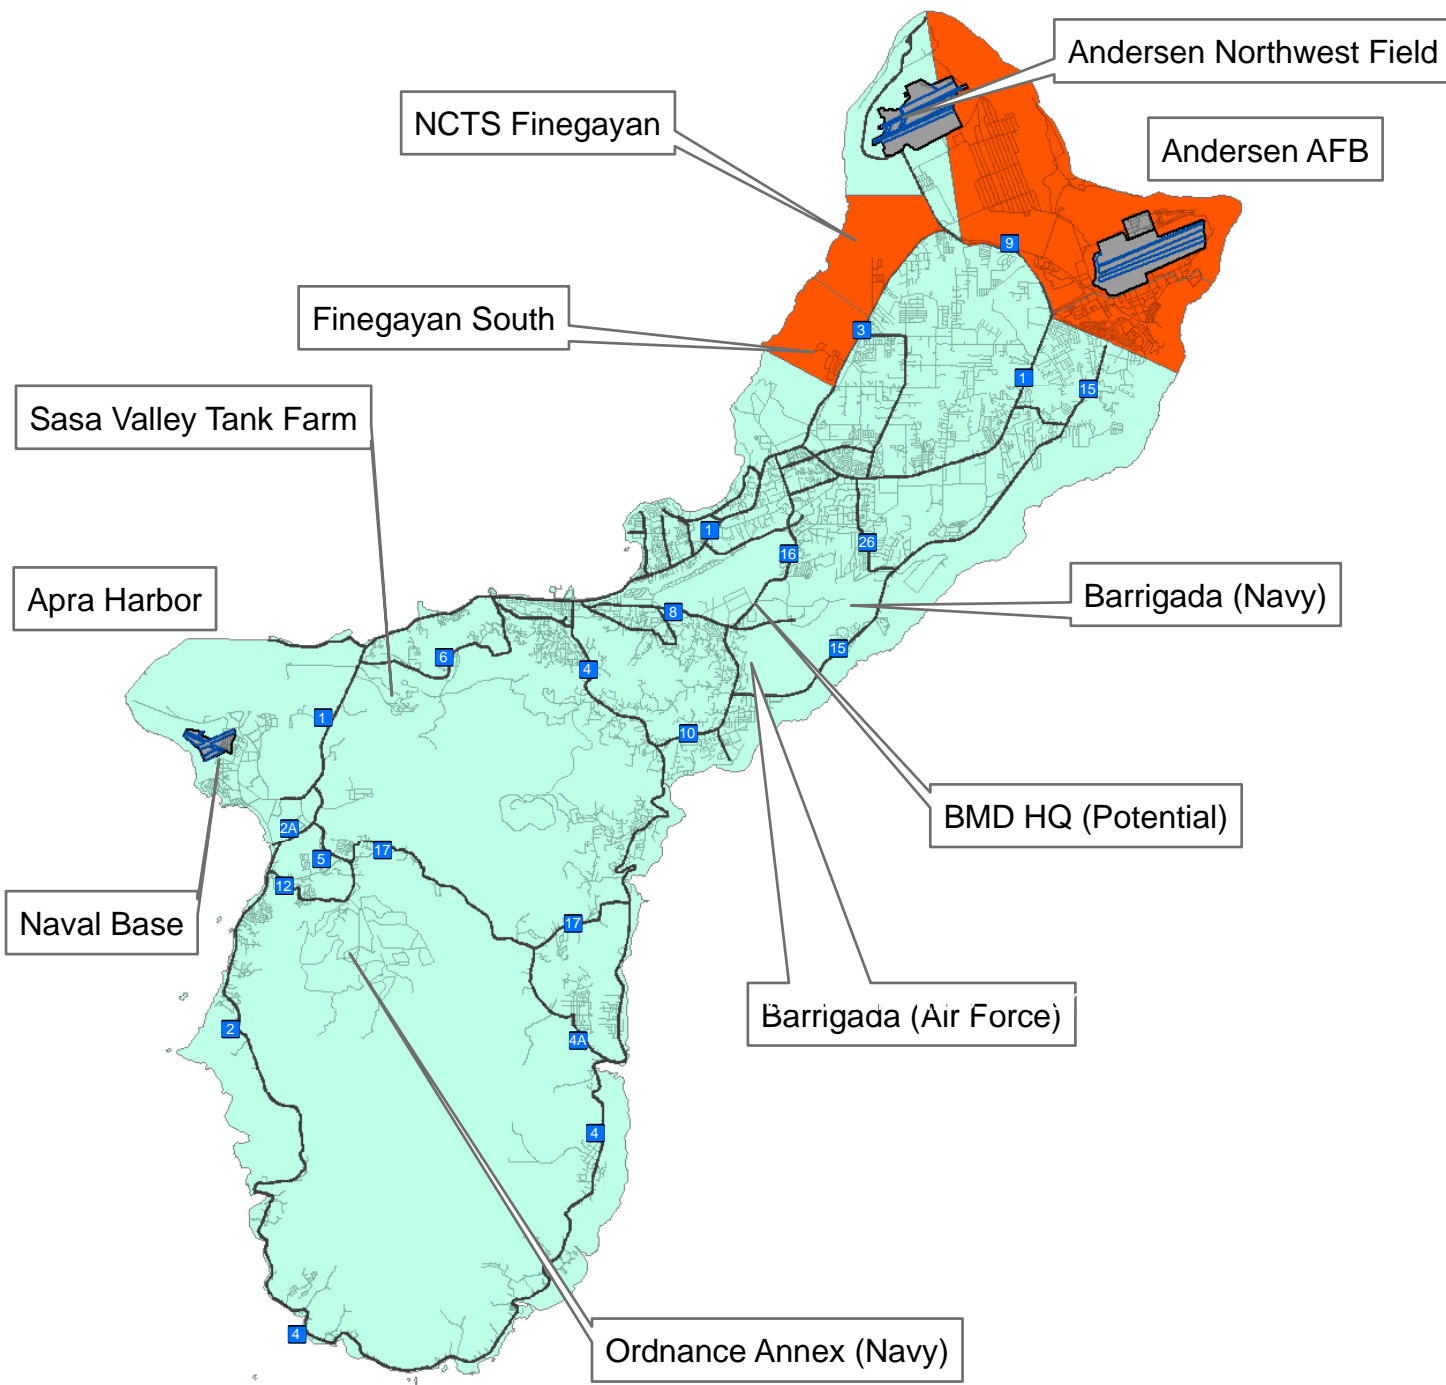 Andersen Northwest Field
NCTS Finegayan
Andersen AFB
9
Finegayan South
3
1
15
Sasa Valley Tank Farm
1
16
26
Apra Harbor
Barrigada (Navy)
8
15
6
4
1
10
BMD HQ (Potential)
2A
17
5
12
Naval Base
17
Barrigada (Air Force)
2
4A
4
4
Ordnance Annex (Navy)